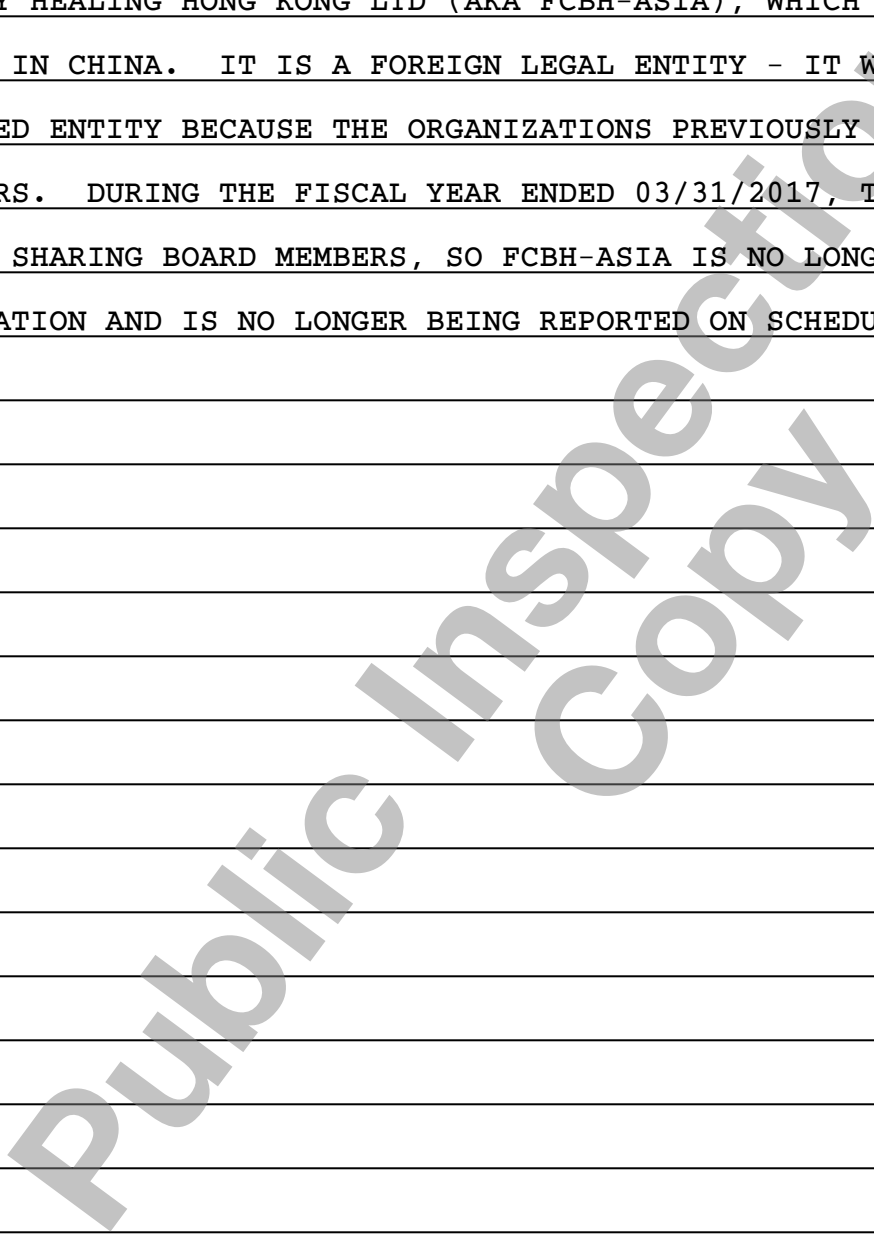 Y HEALING HONG KONG LTD (AKA FCBH-ASIA), WHICH
IN CHINA. IT IS A FOREIGN LEGAL ENTITY - IT W
ED ENTITY BECAUSE THE ORGANIZATIONS PREVIOUSLY
RS. DURING THE FISCAL YEAR ENDED 03/31/2017, T
SHARING BOARD MEMBERS, SO FCBH-ASIA IS NO LONG
ATION AND IS NO LONGER BEING REPORTED ON SCHEDU
Public Inspection
Copy